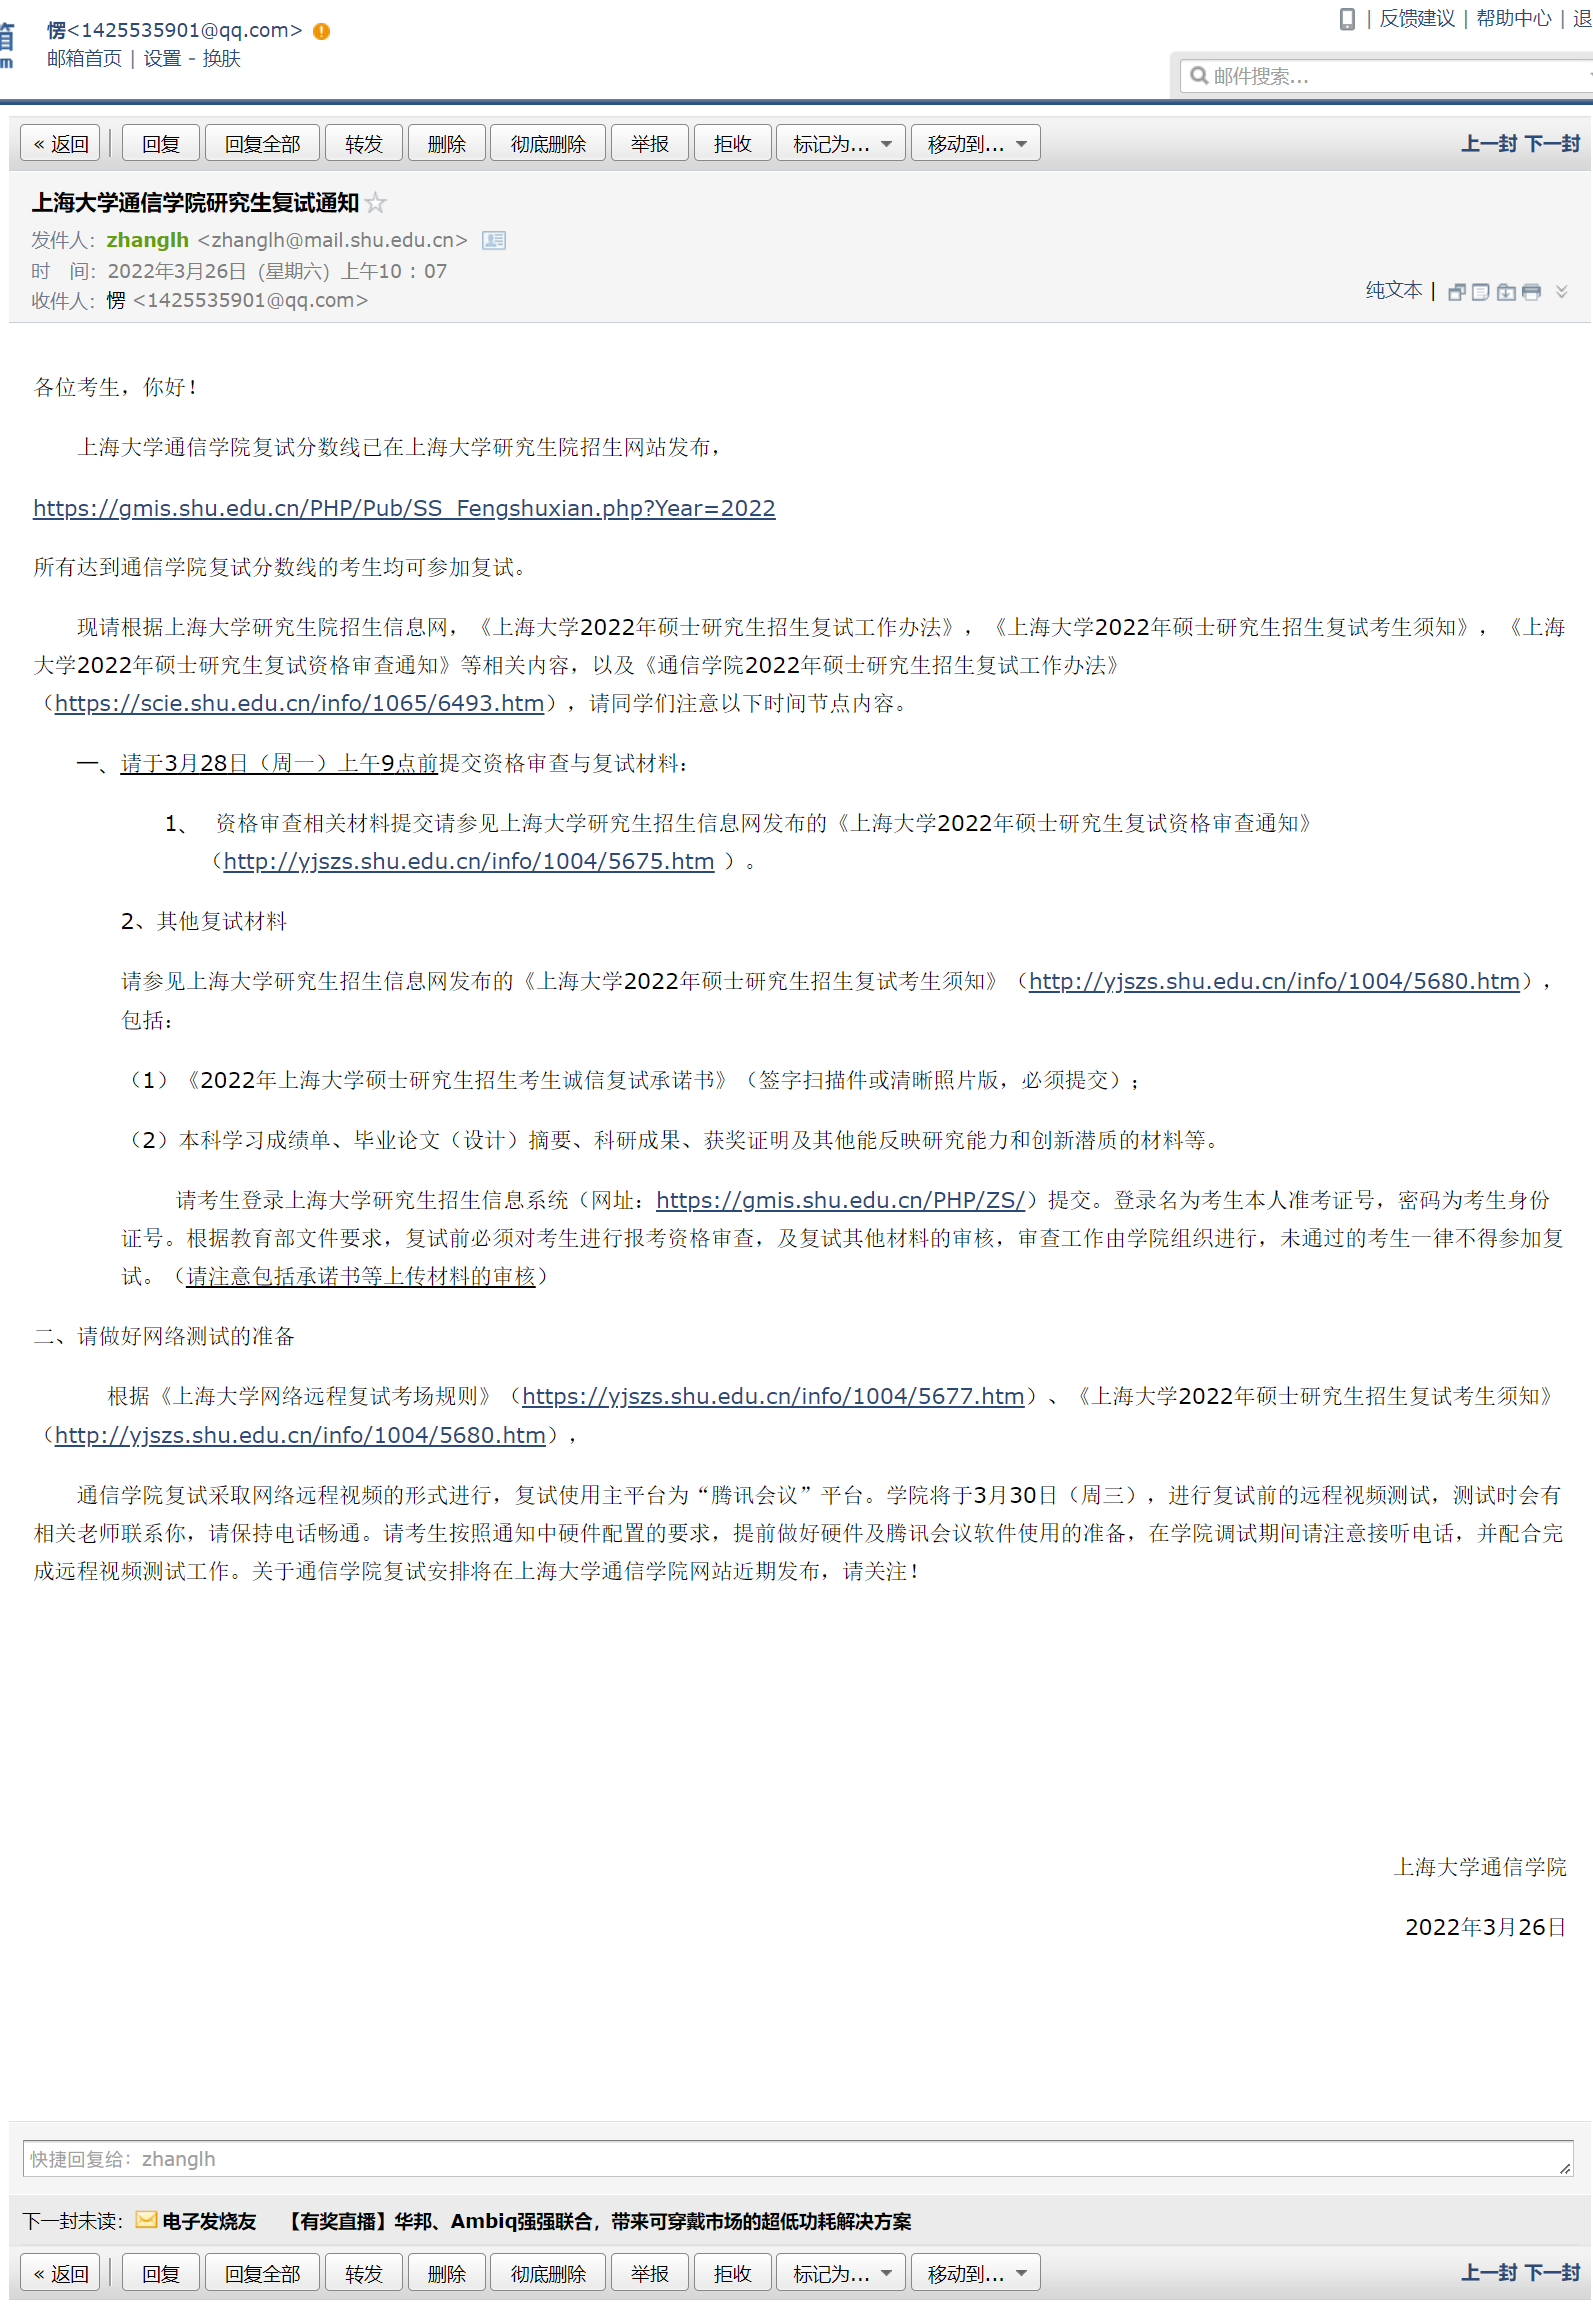 箱
m
愣<1425535901@qq.com>
邮箱首页 | 设置 - 换肤
| 反馈建议 | 帮助中心 | 退
邮件搜索...
« 返回 回复 回复全部 转发 删除 彻底删除 举报 拒收 标记为... 移动到... 上一封 下一封
上海大学通信学院研究生复试通知
发件人：zhanglh <zhanglh@mail.shu.edu.cn>
时 间：2022年3月26日 (星期六) 上午10 : 07
收件人：愣 <1425535901@qq.com>
纯文本 |
各位考生，你好！
上海大学通信学院复试分数线已在上海大学研究生院招生网站发布，
https://gmis.shu.edu.cn/PHP/Pub/SS_Fengshuxian.php?Year=2022
所有达到通信学院复试分数线的考生均可参加复试。
现请根据上海大学研究生院招生信息网，《上海大学2022年硕士研究生招生复试工作办法》，《上海大学2022年硕士研究生招生复试考生须知》，《上海
大学2022年硕士研究生复试资格审查通知》等相关内容，以及《通信学院2022年硕士研究生招生复试工作办法》
（https://scie.shu.edu.cn/info/1065/6493.htm），请同学们注意以下时间节点内容。
一、请于3月28日（周一）上午9点前提交资格审查与复试材料：
1、 资格审查相关材料提交请参见上海大学研究生招生信息网发布的《上海大学2022年硕士研究生复试资格审查通知》
（http://yjszs.shu.edu.cn/info/1004/5675.htm ）。
2、其他复试材料
请参见上海大学研究生招生信息网发布的《上海大学2022年硕士研究生招生复试考生须知》（http://yjszs.shu.edu.cn/info/1004/5680.htm），
包括：
（1）《2022年上海大学硕士研究生招生考生诚信复试承诺书》（签字扫描件或清晰照片版，必须提交）；
（2）本科学习成绩单、毕业论文（设计）摘要、科研成果、获奖证明及其他能反映研究能力和创新潜质的材料等。
请考生登录上海大学研究生招生信息系统（网址：https://gmis.shu.edu.cn/PHP/ZS/）提交。登录名为考生本人准考证号，密码为考生身份
证号。根据教育部文件要求，复试前必须对考生进行报考资格审查，及复试其他材料的审核，审查工作由学院组织进行，未通过的考生一律不得参加复
试。（请注意包括承诺书等上传材料的审核）
二、请做好网络测试的准备
根据《上海大学网络远程复试考场规则》（https://yjszs.shu.edu.cn/info/1004/5677.htm）、《上海大学2022年硕士研究生招生复试考生须知》
（http://yjszs.shu.edu.cn/info/1004/5680.htm），
通信学院复试采取网络远程视频的形式进行，复试使用主平台为“腾讯会议”平台。学院将于3月30日（周三），进行复试前的远程视频测试，测试时会有
相关老师联系你，请保持电话畅通。请考生按照通知中硬件配置的要求，提前做好硬件及腾讯会议软件使用的准备，在学院调试期间请注意接听电话，并配合完
成远程视频测试工作。关于通信学院复试安排将在上海大学通信学院网站近期发布，请关注！
上海大学通信学院
2022年3月26日
快捷回复给：zhanglh
下一封未读： 电子发烧友 【有奖直播】华邦、Ambiq强强联合，带来可穿戴市场的超低功耗解决方案
« 返回 回复 回复全部 转发 删除 彻底删除 举报 拒收 标记为... 移动到... 上一封 下一封